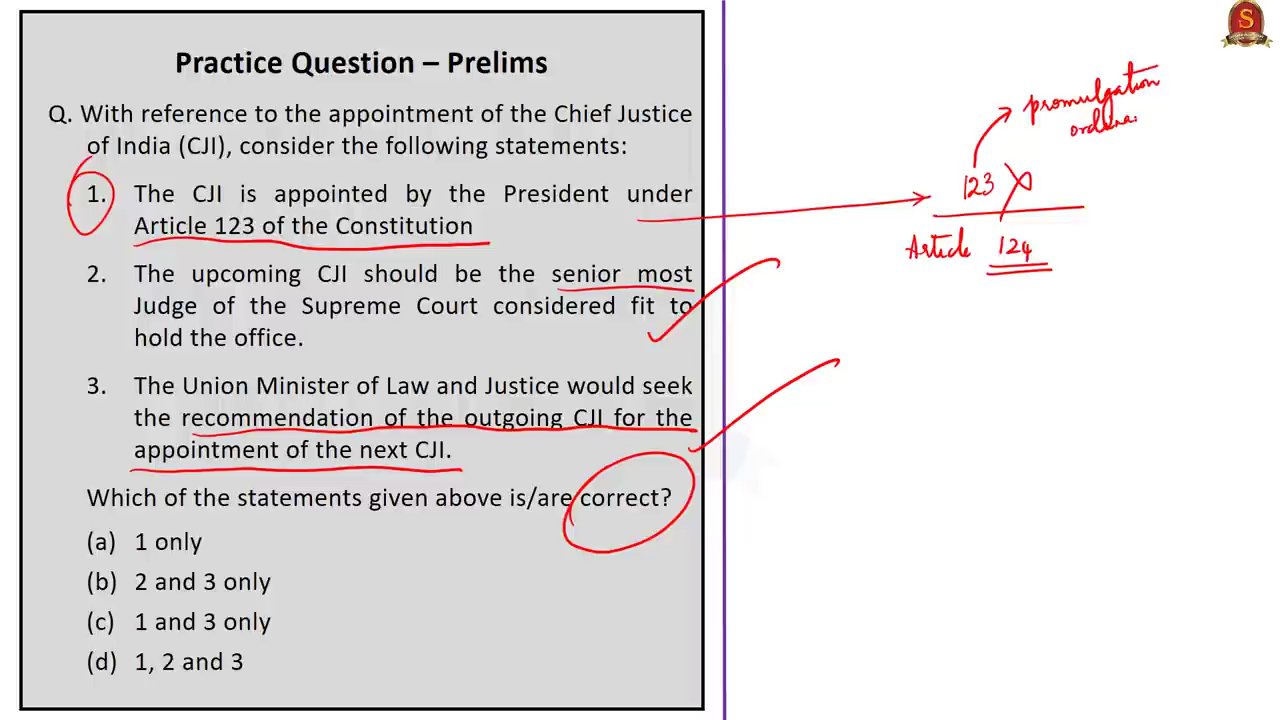 Practice Question – Prelims
Q. With reference to the appointment of the Chief Justice
of India (CJI), consider the following statements:
1. The CJI is appointed by the President under
Article 123 of the Constitution
2. The upcoming CJI should be the senior most
Judge of the Supreme Court considered fit to
hold the office.
3. The Union Minister of Law and Justice would seek
the recommendation of the outgoing CJI for the
appointment of the next CJI.
Which of the statements given above is/are correct?
(a) 1 only
(b) 2 and 3 only
(c) 1 and 3 only
(d) 1, 2 and 3
S
promulgation
123
Article 124